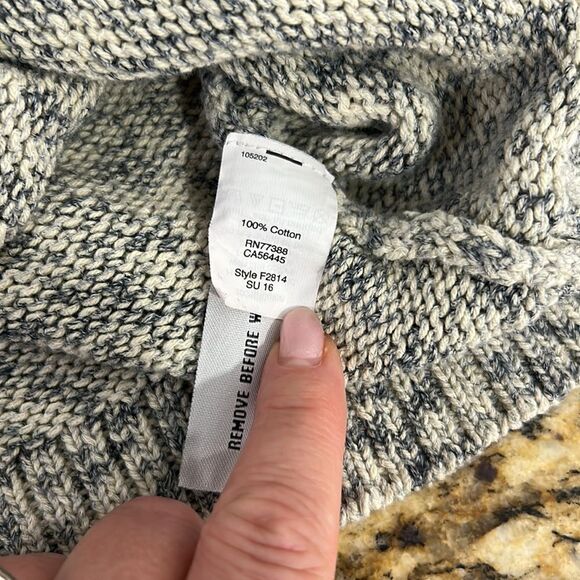 105202
100% Cotton
RN77388
CA56445
Style F2814
SU 16
REMOVE BEFORE